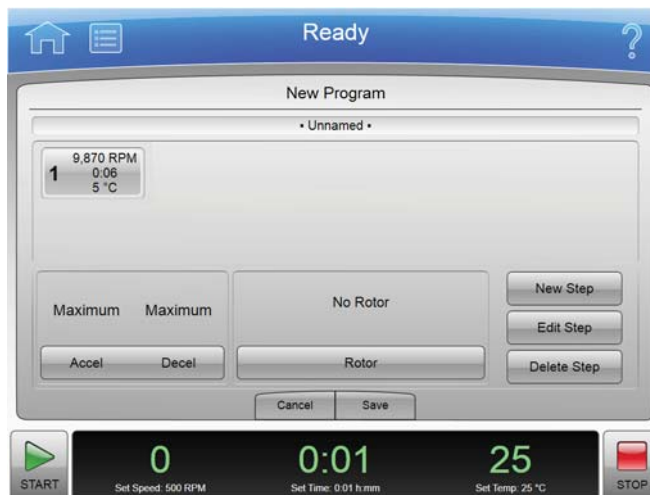 Ready
?
New Program
• Unnamed •
1
9,870 RPM
0:06
5 °C
Maximum Maximum
No Rotor
New Step
Edit Step
Accel Decel
Rotor
Delete Step
Cancel Save
START
0
Set Speed: 500 RPM
0:01
Set Time: 0:01 h:mm
25
Set Temp: 25 °C
STOP